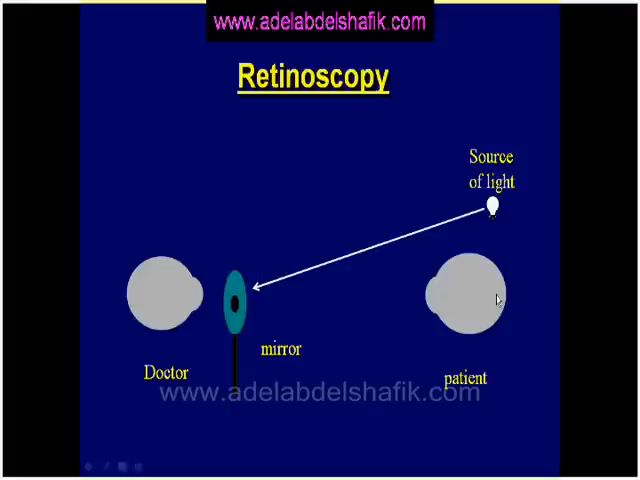 www.adelabdelshafik.com
Retinoscopy
Source
of light
mirror
Doctor
patient
www.adelabdelshafik.com